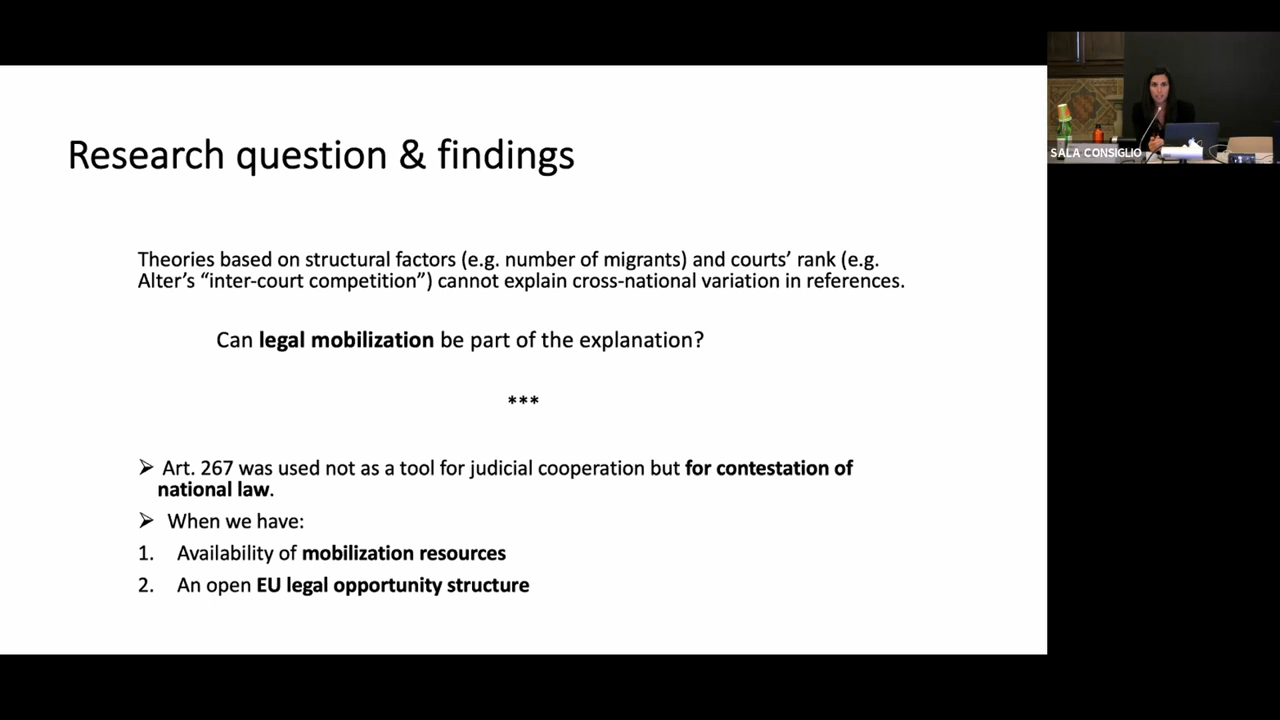 Research question & findings
SALA CONSIGLIO
Theories based on structural factors (e.g. number of migrants) and courts’ rank (e.g.
Alter’s “inter-court competition”) cannot explain cross-national variation in references.
Can legal mobilization be part of the explanation?
***
➢ Art. 267 was used not as a tool for judicial cooperation but for contestation of
national law.
➢ When we have:
1. Availability of mobilization resources
2. An open EU legal opportunity structure